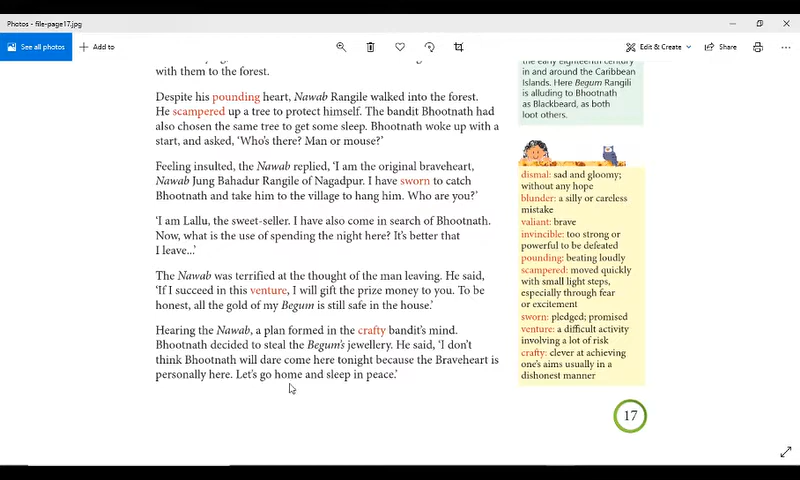 Photos - file-page17.jpg
See all photos
Add to
Edit & Create
Share
with them to the forest.
Despite his pounding heart, Nawab Rangile walked into the forest.
He scampered up a tree to protect himself. The bandit Bhootnath had
also chosen the same tree to get some sleep. Bhootnath woke up with a
start, and asked, ‘Who’s there? Man or mouse?’
Feeling insulted, the Nawab replied, ‘I am the original braveheart,
Nawab Jung Bahadur Rangile of Nagadpur. I have sworn to catch
Bhootnath and take him to the village to hang him. Who are you?’
‘I am Lallu, the sweet-seller. I have also come in search of Bhootnath.
Now, what is the use of spending the night here? It’s better that
I leave...’
The Nawab was terrified at the thought of the man leaving. He said,
‘If I succeed in this venture, I will gift the prize money to you. To be
honest, all the gold of my Begum is still safe in the house.’
Hearing the Nawab, a plan formed in the crafty bandit’s mind.
Bhootnath decided to steal the Begum’s jewellery. He said, ‘I don’t
think Bhootnath will dare come here tonight because the Braveheart is
personally here. Let’s go home and sleep in peace.’
the early eighteenth century
in and around the Caribbean
Islands. Here Begum Rangili
is alluding to Bhootnath
as Blackbeard, as both
loot others.
dismal: sad and gloomy;
without any hope
blunder: a silly or careless
mistake
valiant: brave
invincible: too strong or
powerful to be defeated
pounding: beating loudly
scampered: moved quickly
with small light steps,
especially through fear
or excitement
sworn: pledged; promised
venture: a difficult activity
involving a lot of risk
crafty: clever at achieving
one’s aims usually in a
dishonest manner
17